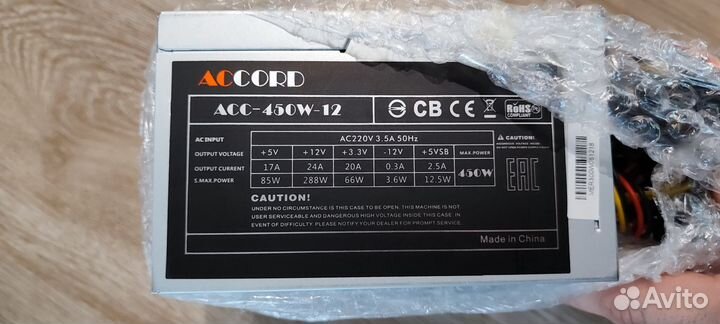 ACCORD
ACC-450W-12
CB CE RoHS
COMPLIANT
AC INPUT AC220V 3.5A 50Hz
OUTPUT VOLTAGE +5V +12V +3.3V -12V +5VSB MAX.POWER
OUTPUT CURRENT 17A 24A 20A 0.3A 2.5A 450W
S.MAX.POWER 85W 288W 66W 3.6W 12.5W
CAUTION!
HAZARDOUS VOLTAGE
EAC
CAUTION!
UNDER NO CIRCUMSTANCE IS THIS CASE TO BE OPEN. THIS MACHINE IS NOT
USER SERVICEABLE AND DANGEROUS HIGH VOLTAGE FROM INSIDE THIS CASE IN
EVENT OF DIFFICULTY. PLEASE NOTIFY YOUR DEALER FOR PROMPT SERVICE.
Made in China
Avito